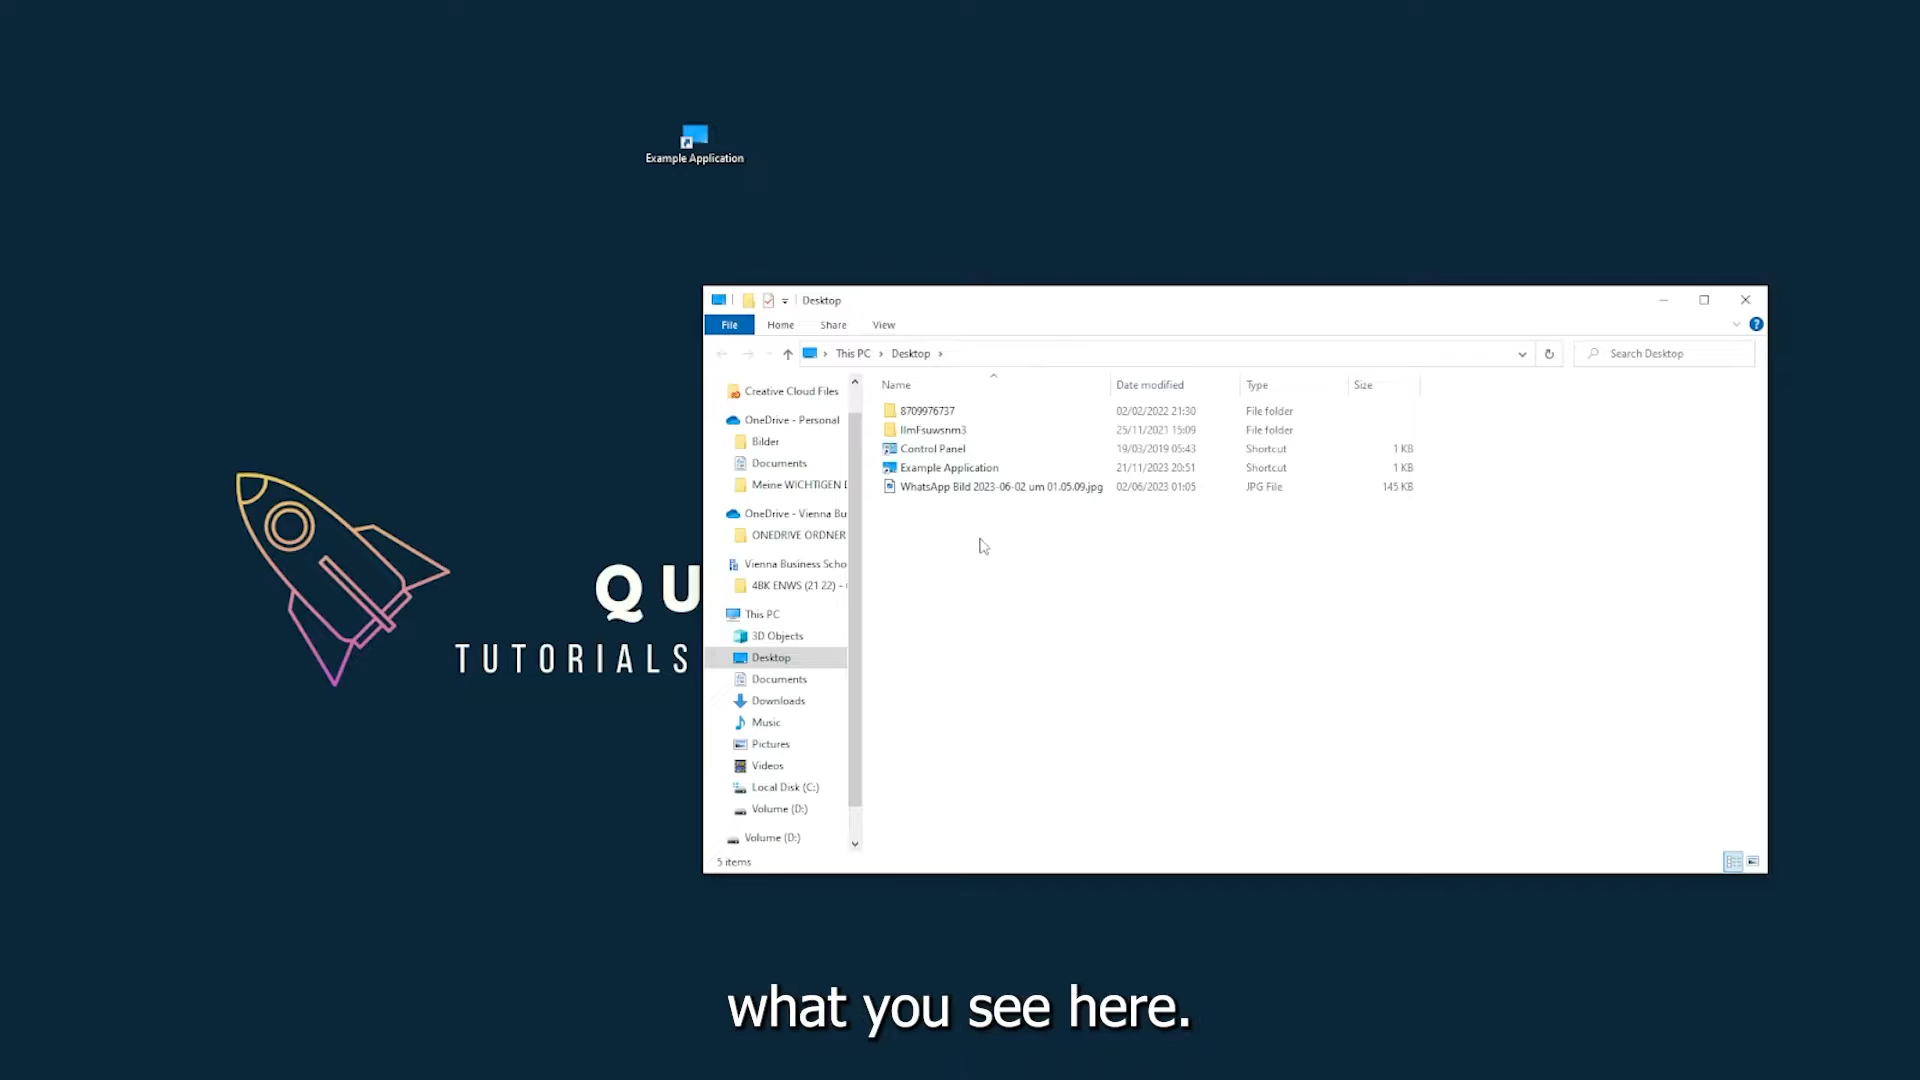 Example Application
Desktop
File Home Share View
This PC Desktop
Search Desktop
Name Date modified Type Size
Creative Cloud Files
OneDrive - Personal
Bilder
Documents
Meine WICHTIGEN
OneDrive - Vienna Bu
ONEDRIVE ORDNER
Vienna Business Scho
4BK ENWS (21 22) -
This PC
3D Objects
Desktop
Documents
Downloads
Music
Pictures
Videos
Local Disk (C:)
Volume (D:)
Volume (D:)
8709976737 02/02/2022 21:30 File folder
25/11/2021 15:09 File folder
Control Panel 19/03/2019 05:43 Shortcut 1 KB
Example Application 21/11/2023 20:51 Shortcut 1 KB
WhatsApp Bild 2023-06-02 um 01.05.09.jpg 02/06/2023 01:05 JPG File 145 KB
5 items
QU
TUTORIALS
what you see here.